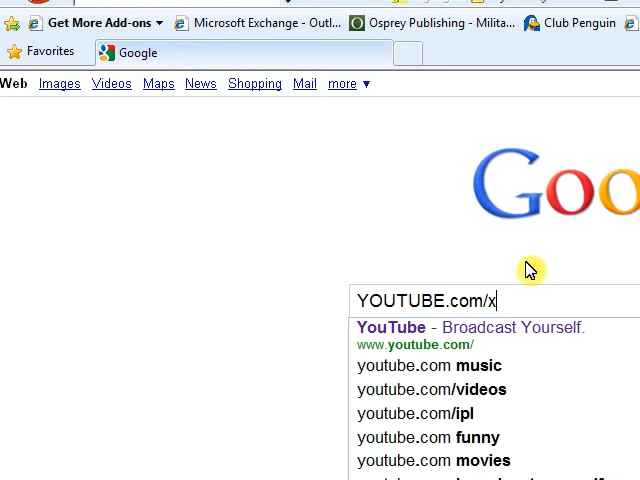 Get More Add-ons ▾ Microsoft Exchange - Outl... Osprey Publishing - Milita... Club Penguin
Favorites Google
Web Images Videos Maps News Shopping Mail more ▼
Goo
YOUTUBE.com/x
YouTube - Broadcast Yourself.
www.youtube.com/
youtube.com music
youtube.com/videos
youtube.com/ipl
youtube.com funny
youtube.com movies